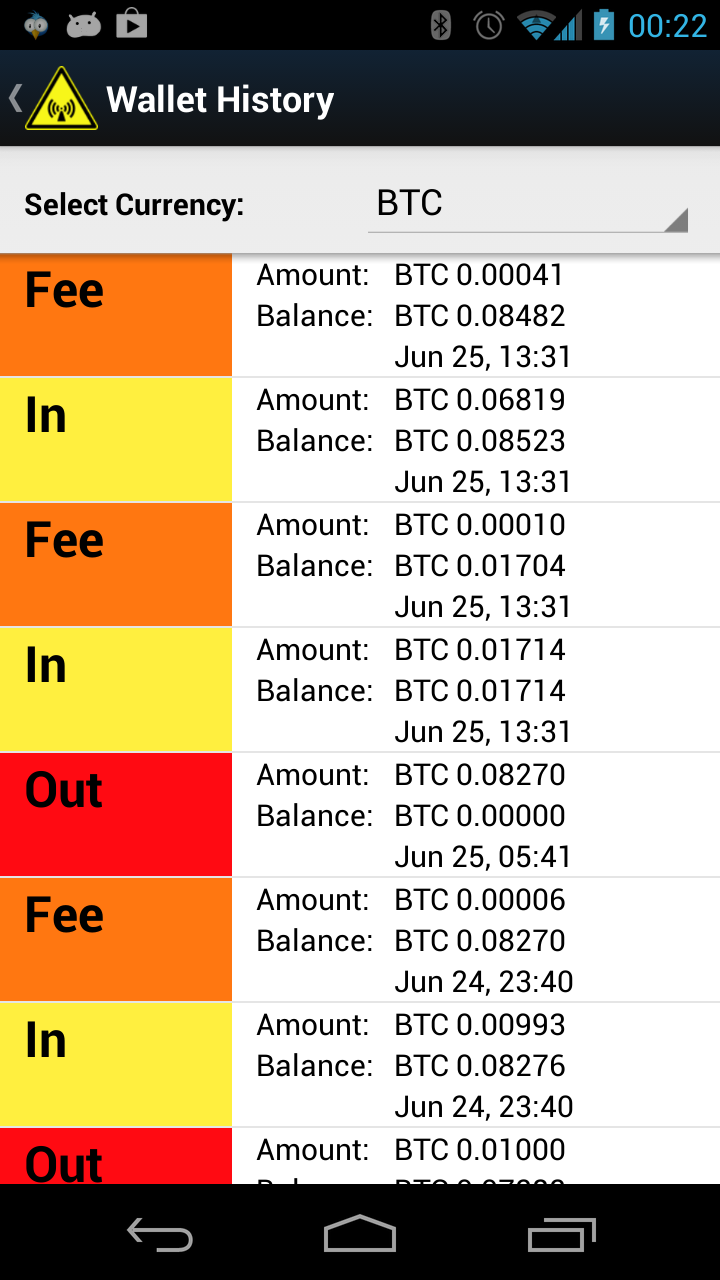 00:22
Wallet History
Select Currency: BTC
Fee Amount: BTC 0.00041
Balance: BTC 0.08482
Jun 25, 13:31
In Amount: BTC 0.06819
Balance: BTC 0.08523
Jun 25, 13:31
Fee Amount: BTC 0.00010
Balance: BTC 0.01704
Jun 25, 13:31
In Amount: BTC 0.01714
Balance: BTC 0.01714
Jun 25, 13:31
Out Amount: BTC 0.08270
Balance: BTC 0.00000
Jun 25, 05:41
Fee Amount: BTC 0.00006
Balance: BTC 0.08270
Jun 24, 23:40
In Amount: BTC 0.00993
Balance: BTC 0.08276
Jun 24, 23:40
Out Amount: BTC 0.01000